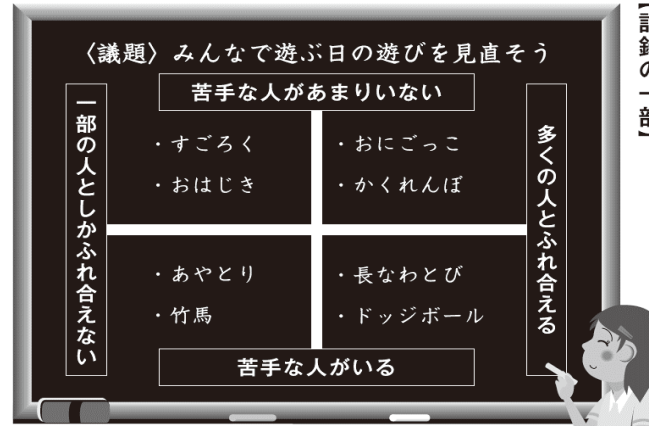 【記録の一部】
〈議題〉みんなで遊ぶ日の遊びを見直そう
苦手な人があまりいない
多くの人とふれ合える
一部の人としかふれ合えない
・すごろく
・おはじき
・おにごっこ
・かくれんぼ
・あやとり
・竹馬
・長なわとび
・ドッジボール
苦手な人がいる